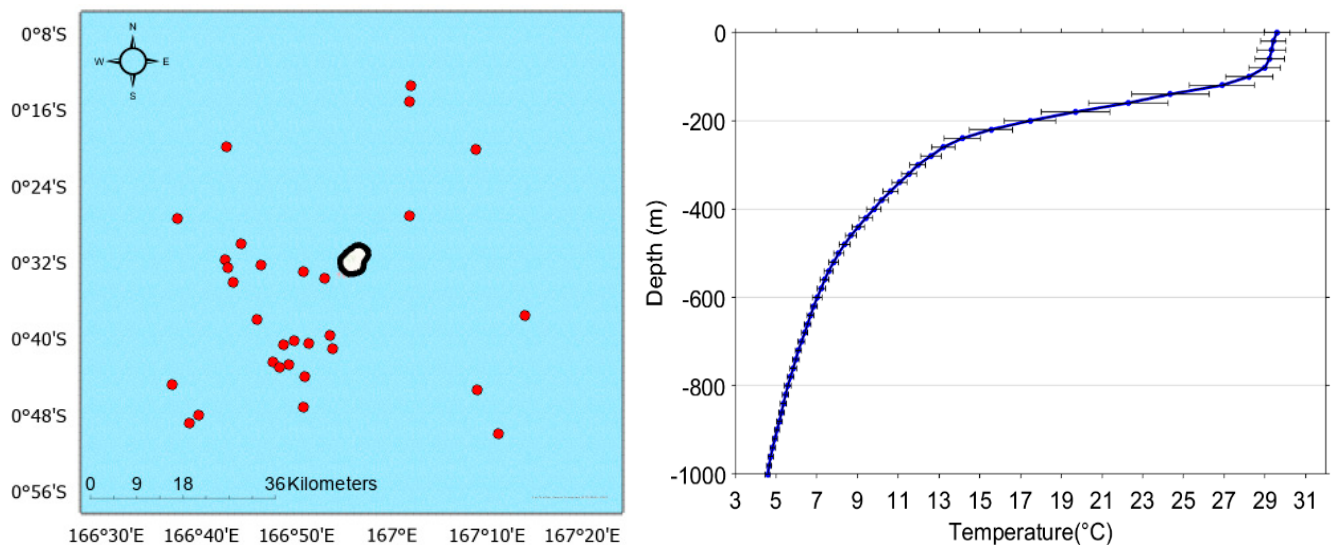 N
W E
S
0°8'S
0°16'S
0°24'S
0°32'S
0°40'S
0°48'S
0°56'S
0 9 18 36 Kilometers
166°30'E 166°40'E 166°50'E 167°E 167°10'E 167°20'E
0
-200
-400
-600
-800
-1000
Depth (m)
3 5 7 9 11 13 15 17 19 21 23 25 27 29 31
Temperature(°C)